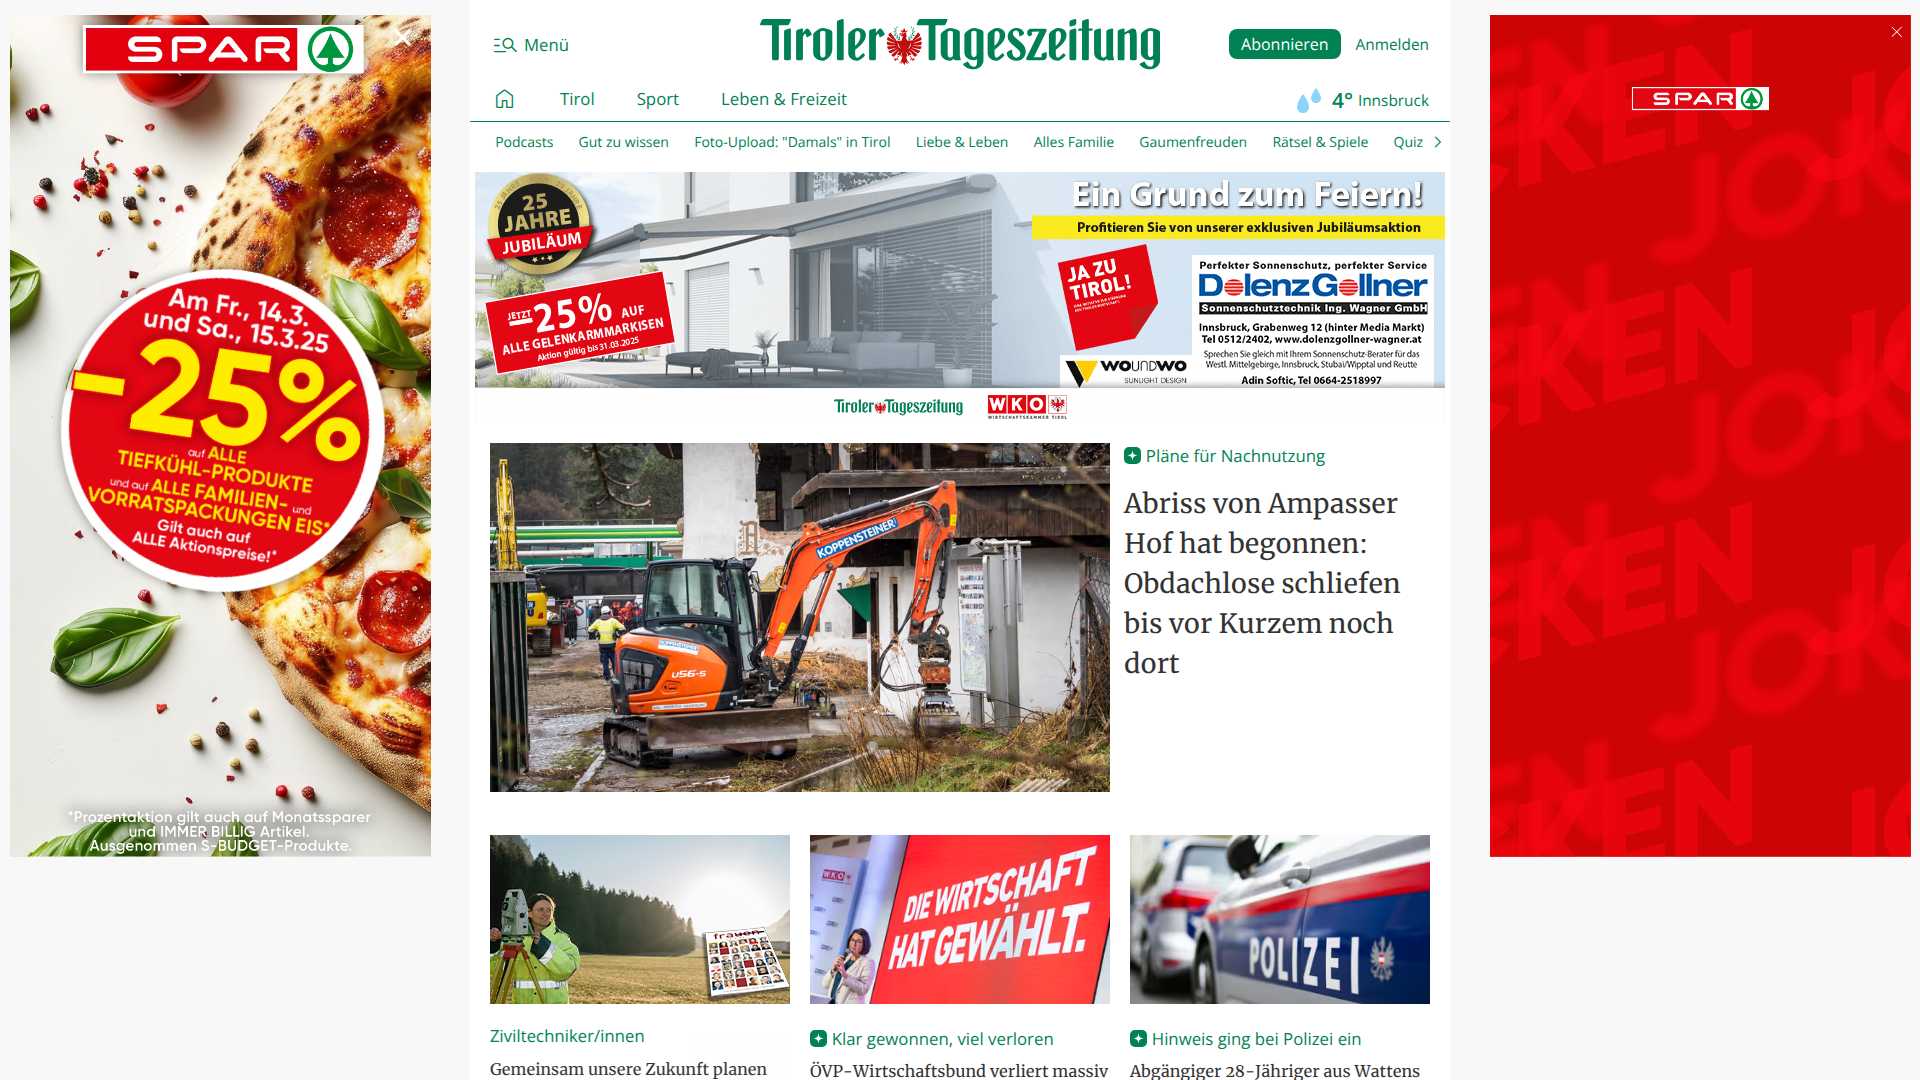 SPAR
Am Fr., 14.3.
und Sa., 15.3.25
-25%
auf ALLE
TIEFKÜHL-PRODUKTE
und auf ALLE FAMILIEN- und
VORRATSPACKUNGEN EIS*
Gilt auch auf
ALLE Aktionspreise!*
*Prozentaktion gilt auch auf Monatssparer
und IMMER BILLIG Artikel.
Ausgenommen S-BUDGET-Produkte.
Menü
Tiroler Tageszeitung
Abonnieren
Anmelden
Tirol
Sport
Leben & Freizeit
4° Innsbruck
Podcasts
Gut zu wissen
Foto-Upload: "Damals" in Tirol
Liebe & Leben
Alles Familie
Gaumenfreuden
Rätsel & Spiele
Quiz
25
JAHRE
JUBILÄUM
JETZT
-25% AUF
ALLE GELENKARMMARKISEN
Aktion gültig bis 31.03.2025
Ein Grund zum Feiern!
Profitieren Sie von unserer exklusiven Jubiläumsaktion
JA ZU
TIROL!
WOUNDWO
SUNLIGHT DESIGN
Perfekter Sonnenschutz, perfekter Service
Dolenz Gollner
Sonnenschutztechnik Ing. Wagner GmbH
Innsbruck, Grabenweg 12 (hinter Media Markt)
Tel 0512/2402, www.dolenzgollner-wagner.at
Sprechen Sie gleich mit Ihrem Sonnenschutz-Berater für das
Westl. Mittelgebirge, Innsbruck, Stubai/Wipptal und Reutte
Adin Softic, Tel 0664-2518997
Tiroler Tageszeitung
WKO
WIRTSCHAFTSKAMMER TIROL
KOPPENSTEINER
U56-5
Pläne für Nachnutzung
Abriss von Ampasser
Hof hat begonnen:
Obdachlose schliefen
bis vor Kurzem noch
dort
frauen
Ziviltechniker/innen
Gemeinsam unsere Zukunft planen
WKO
DIE WIRTSCHAFT
HAT GEWÄHLT.
Klar gewonnen, viel verloren
ÖVP-Wirtschaftsbund verliert massiv
POLIZEI
Hinweis ging bei Polizei ein
Abgängiger 28-Jähriger aus Wattens
SPAR